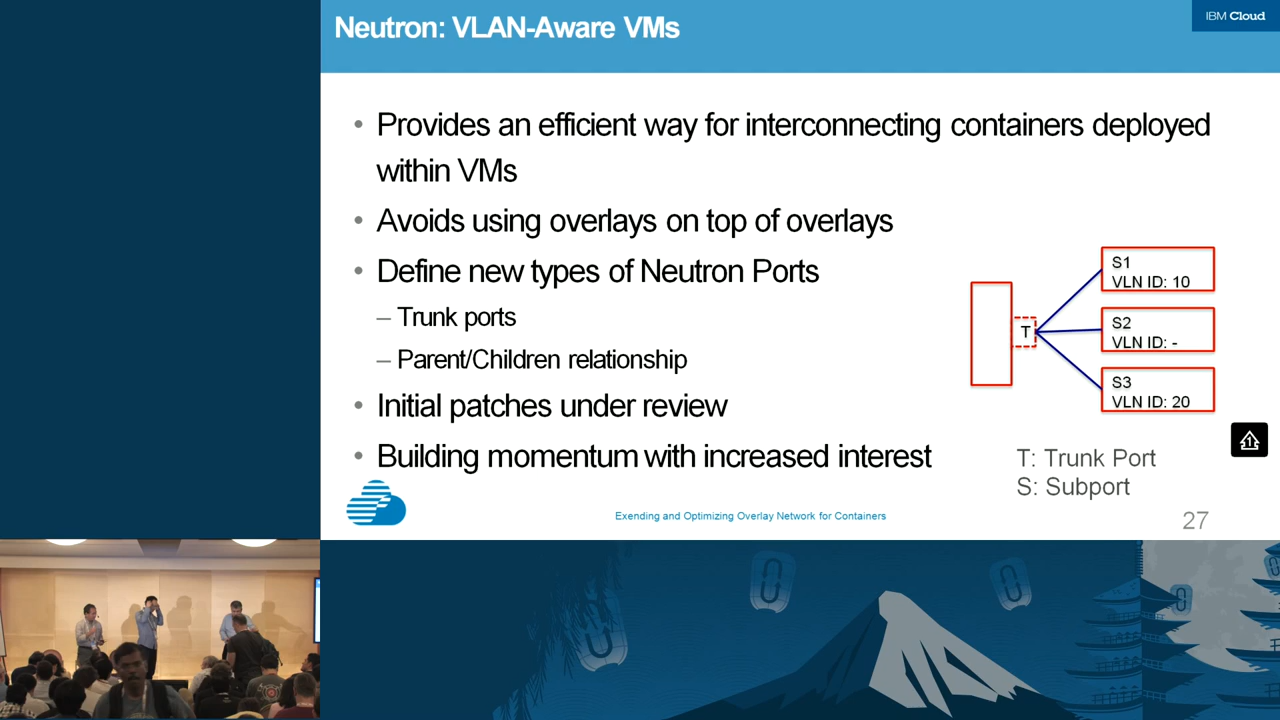 Neutron: VLAN-Aware VMs
IBM Cloud
• Provides an efficient way for interconnecting containers deployed
within VMs
• Avoids using overlays on top of overlays
• Define new types of Neutron Ports
– Trunk ports
– Parent/Children relationship
• Initial patches under review
• Building momentum with increased interest
T
S1
VLN ID: 10
S2
VLN ID: -
S3
VLN ID: 20
T: Trunk Port
S: Subport
Exending and Optimizing Overlay Network for Containers
27